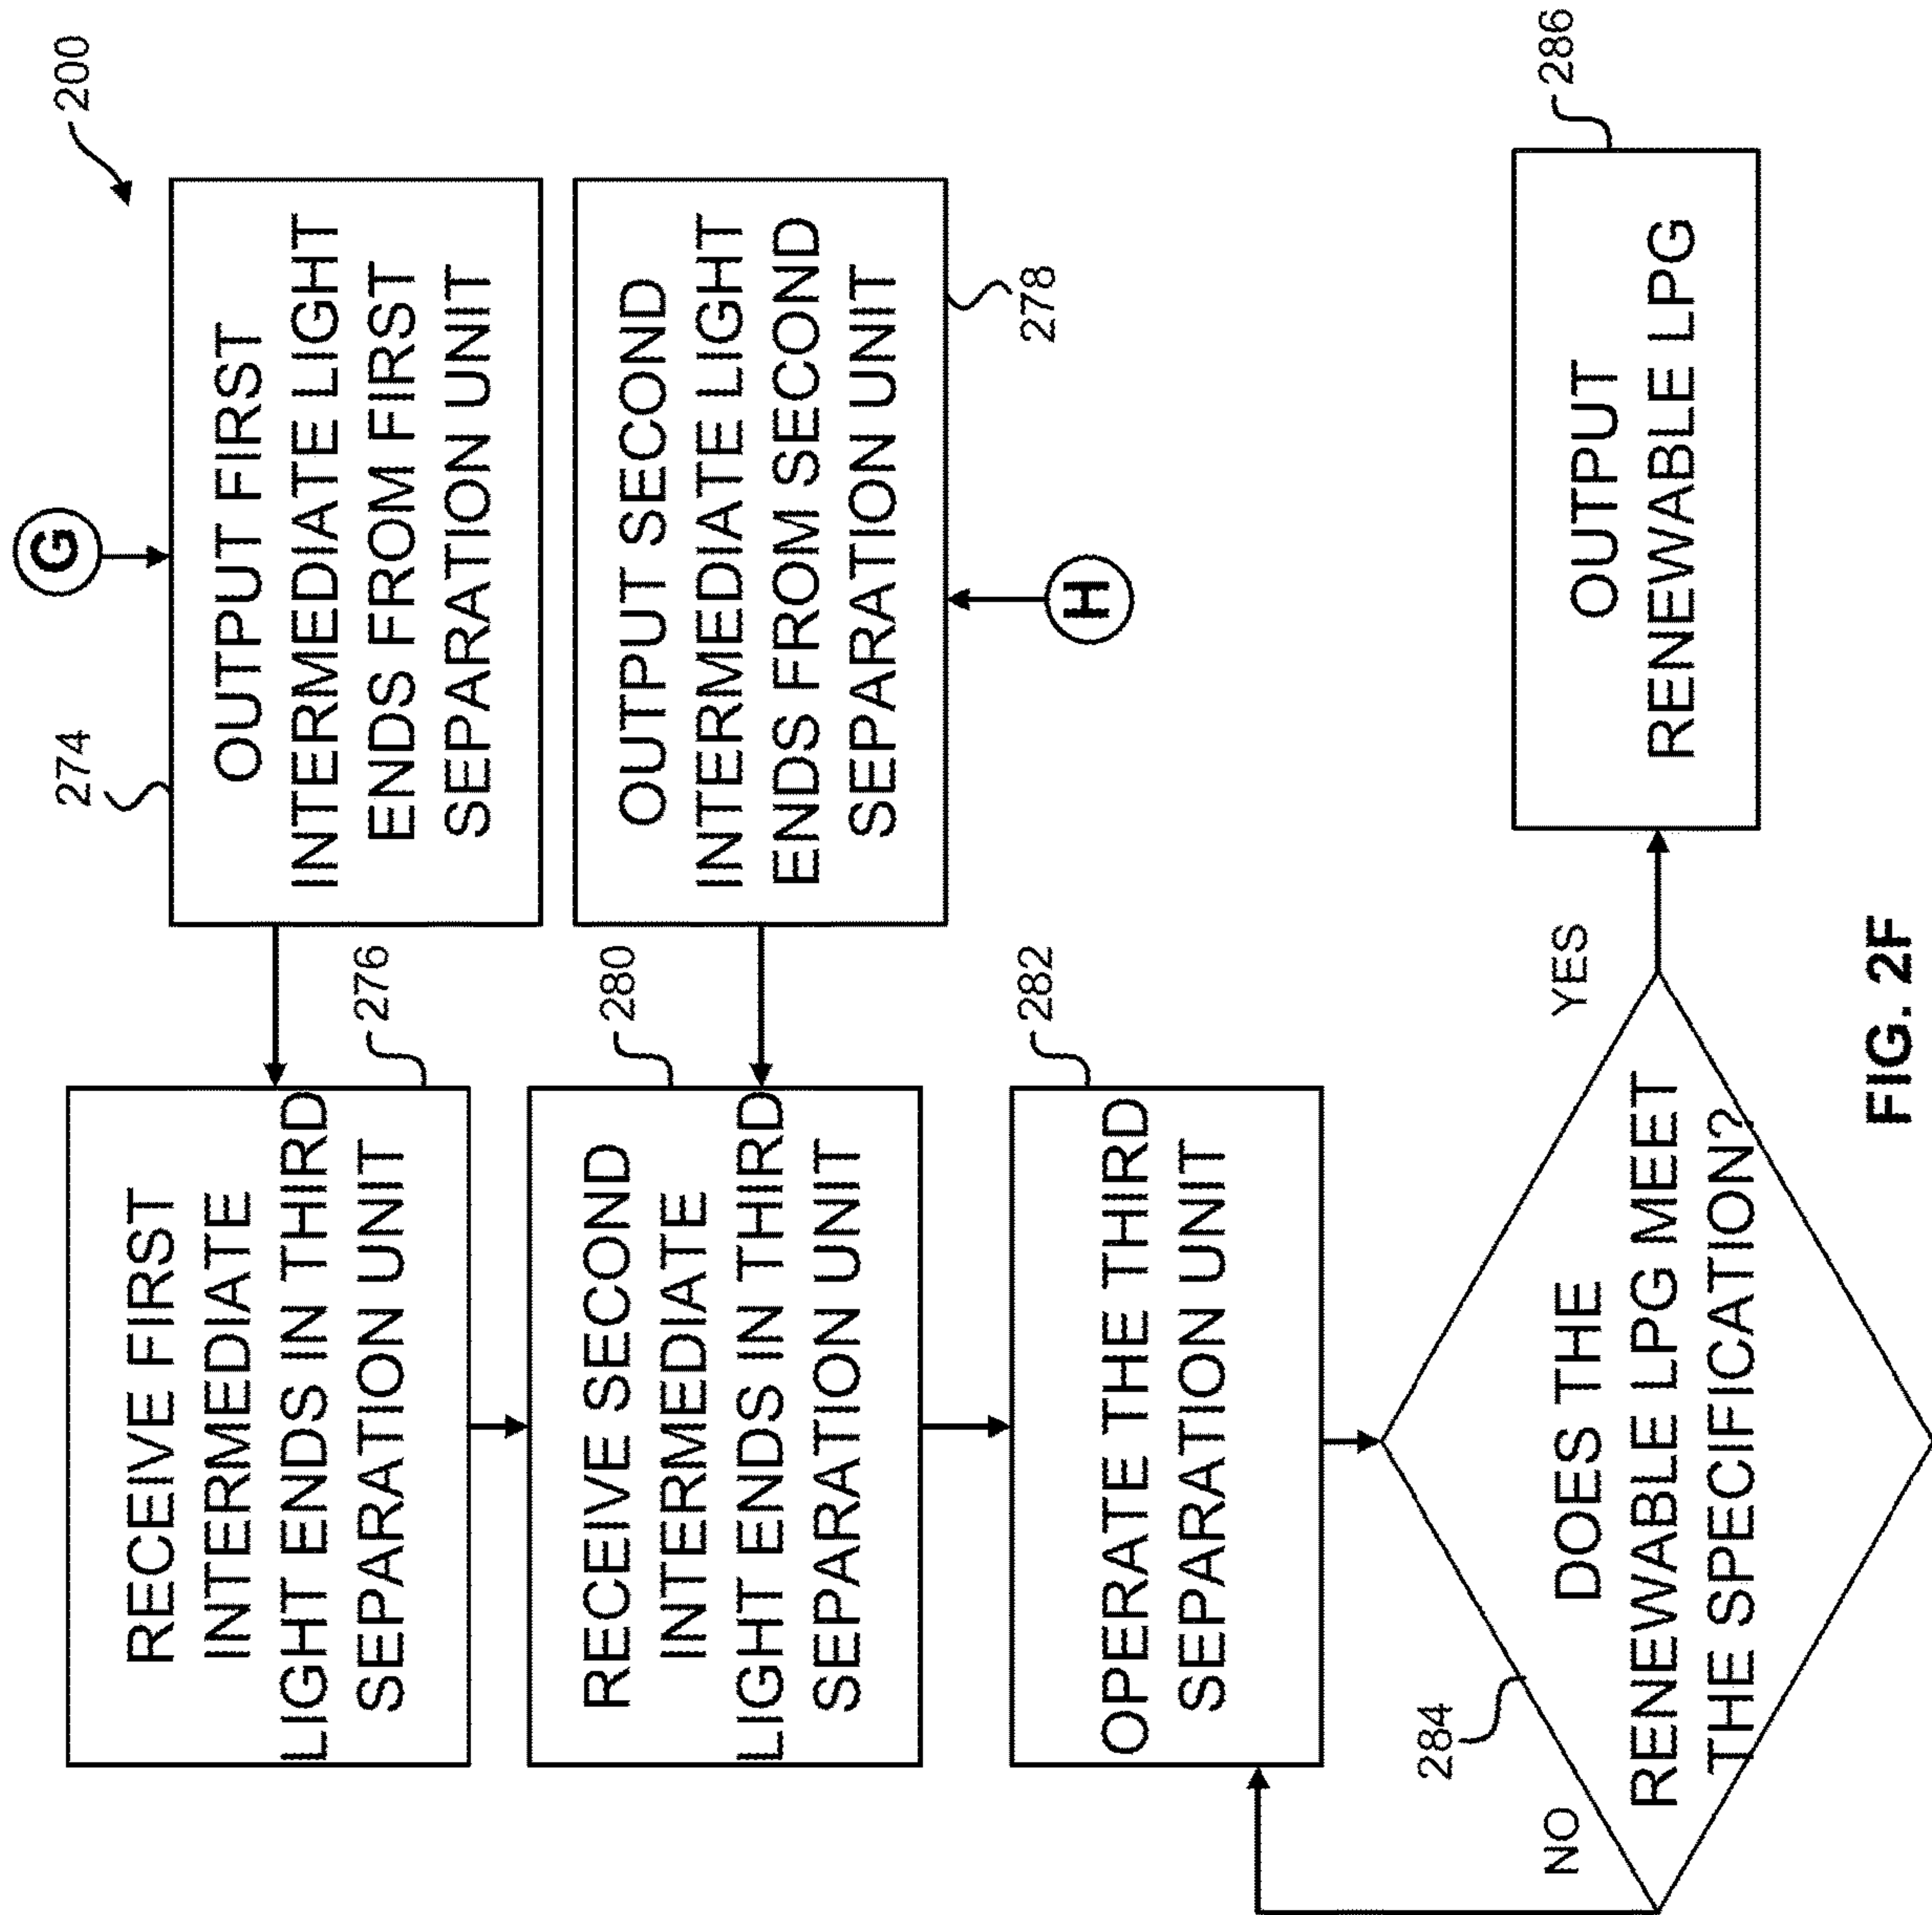 200
G
274
OUTPUT FIRST
INTERMEDIATE LIGHT
ENDS FROM FIRST
SEPARATION UNIT
RECEIVE FIRST
INTERMEDIATE
LIGHT ENDS IN THIRD
SEPARATION UNIT
276
OUTPUT SECOND
INTERMEDIATE LIGHT
ENDS FROM SECOND
SEPARATION UNIT
278
H
RECEIVE SECOND
INTERMEDIATE
LIGHT ENDS IN THIRD
SEPARATION UNIT
280
OPERATE THE THIRD
SEPARATION UNIT
282
284
DOES THE
RENEWABLE LPG MEET
THE SPECIFICATION?
NO
YES
OUTPUT
RENEWABLE LPG
286
FIG. 2F